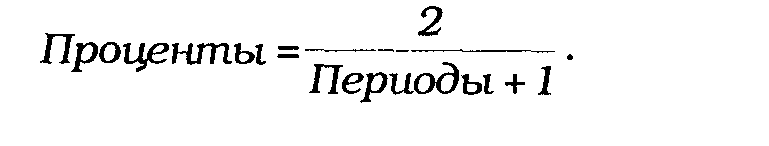 Проценты = 2 / Периоды + 1 .